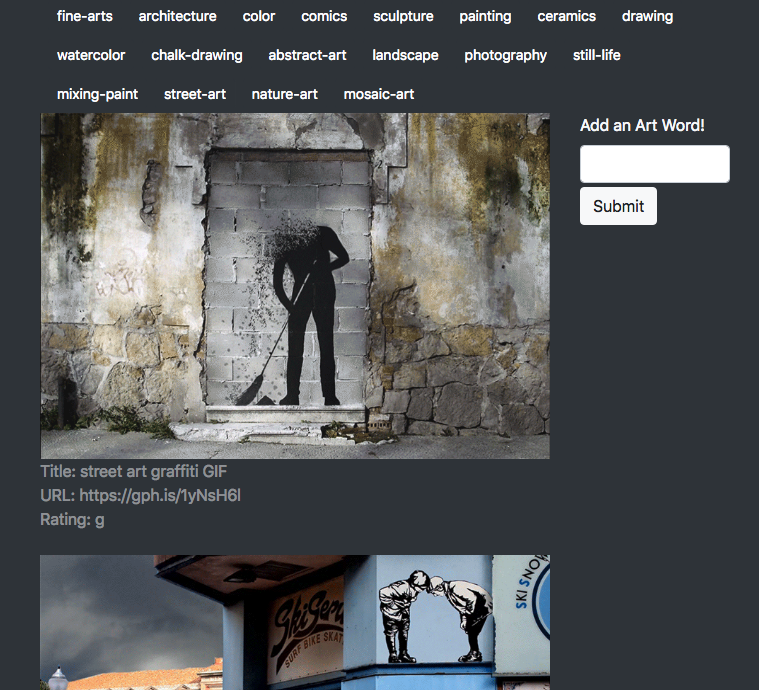 fine-arts architecture color comics sculpture painting ceramics drawing
watercolor chalk-drawing abstract-art landscape photography still-life
mixing-paint street-art nature-art mosaic-art
Add an Art Word!
Submit
Title: street art graffiti GIF
URL: https://gph.is/1yNsH6l
Rating: g
SKI SNOW
SURF BIKE SKAT